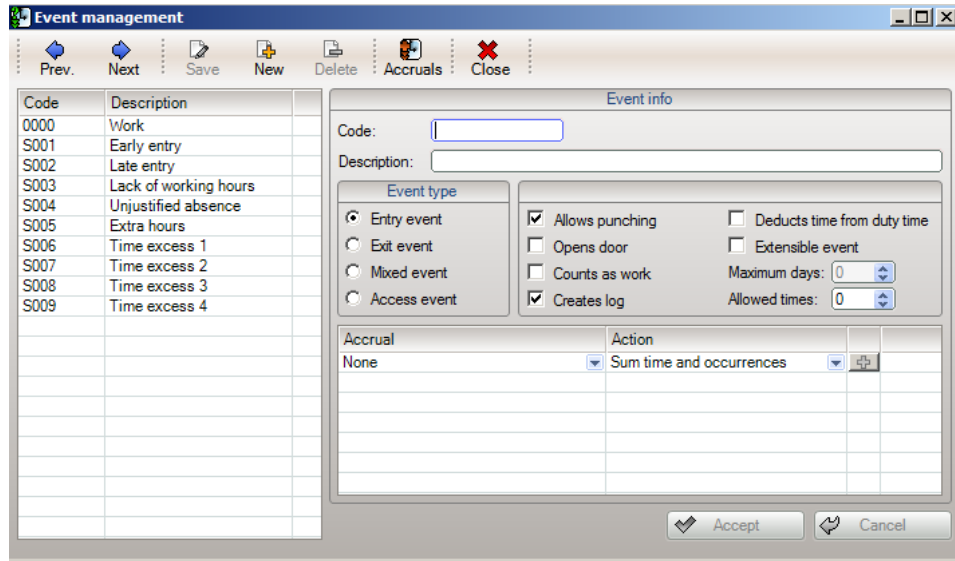 Event management
Prev. Next Save New Delete Accruals Close
Code Description
0000 Work
S001 Early entry
S002 Late entry
S003 Lack of working hours
S004 Unjustified absence
S005 Extra hours
S006 Time excess 1
S007 Time excess 2
S008 Time excess 3
S009 Time excess 4
Event info
Code:
Description:
Event type
Entry event
Exit event
Mixed event
Access event
Allows punching
Opens door
Counts as work
Creates log
Deducts time from duty time
Extensible event
Maximum days: 0
Allowed times: 0
Accrual Action
None Sum time and occurrences
Accept Cancel